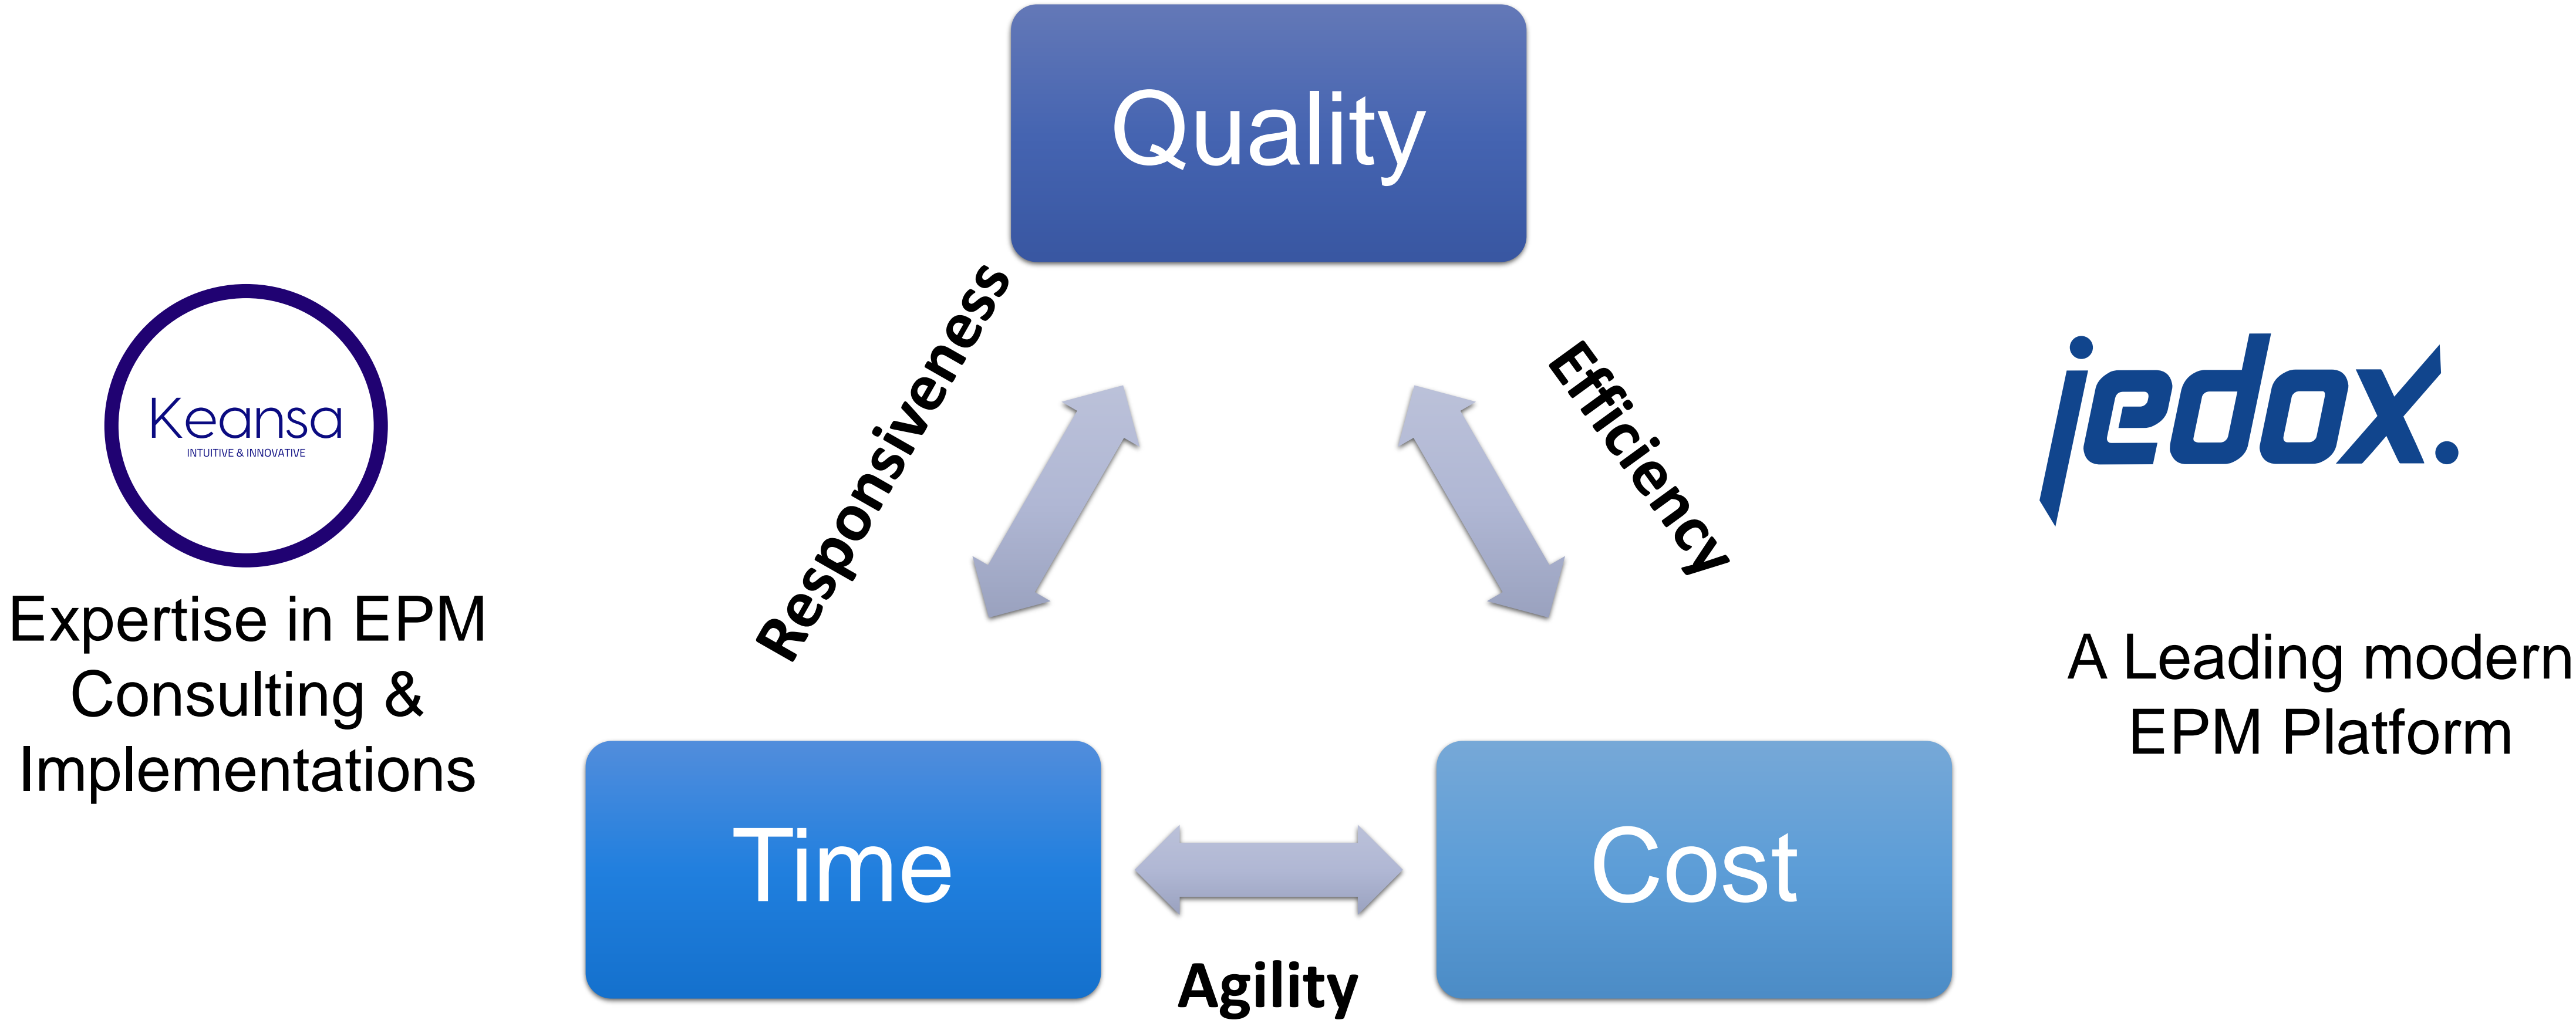 Quality
Responsiveness
Efficiency
Keansa
INTUITIVE & INNOVATIVE
Expertise in EPM
Consulting &
Implementations
jedox.
A Leading modern
EPM Platform
Time
Cost
Agility